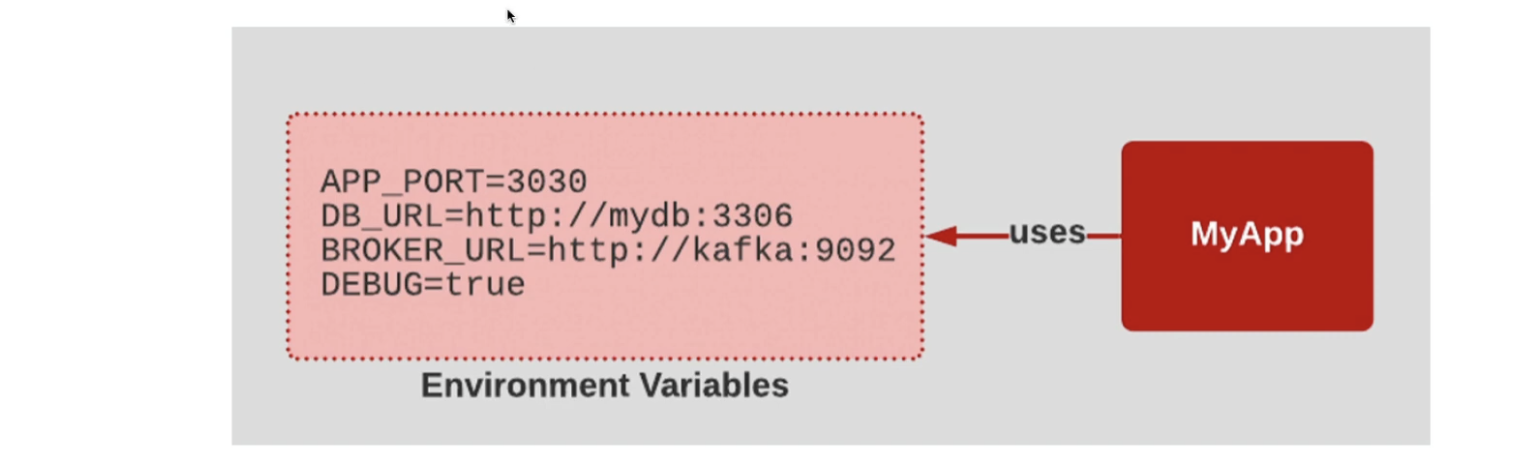 APP_PORT=3030
DB_URL=http://mydb:3306
BROKER_URL=http://kafka:9092
DEBUG=true
uses
MyApp
Environment Variables